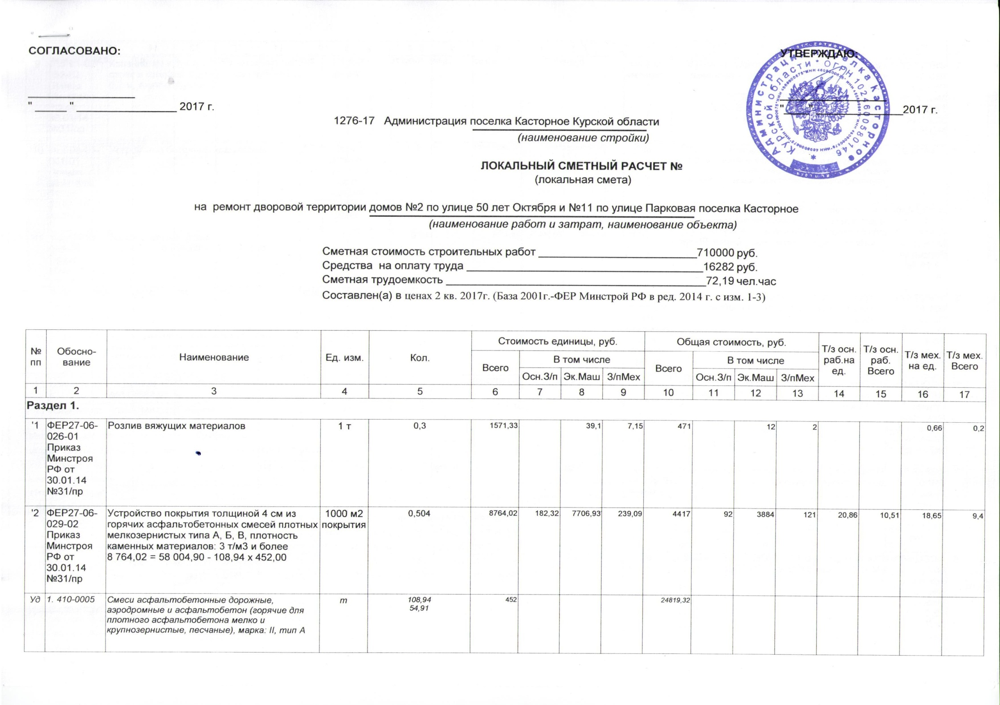 СОГЛАСОВАНО:
УТВЕРЖДАЮ:
" " 2017 г.
" " 2017 г.
Администрация поселка Касторное
Курской области * ОГРН 1024600580146
*
1276-17 Администрация поселка Касторное Курской области
(наименование стройки)
ЛОКАЛЬНЫЙ СМЕТНЫЙ РАСЧЕТ №
(локальная смета)
на ремонт дворовой территории домов №2 по улице 50 лет Октября и №11 по улице Парковая поселка Касторное
(наименование работ и затрат, наименование объекта)
Сметная стоимость строительных работ 710000 руб.
Средства на оплату труда 16282 руб.
Сметная трудоемкость 72,19 чел.час
Составлен(а) в ценах 2 кв. 2017г. (База 2001г.-ФЕР Минстрой РФ в ред. 2014 г. с изм. 1-3)
№ пп
Обосно-
вание
Наименование
Ед. изм.
Кол.
Стоимость единицы, руб.
Всего
В том числе
Осн.З/п Эк.Маш З/пМех
Общая стоимость, руб.
Всего
В том числе
Осн.З/п Эк.Маш З/пМех
Т/з осн.
раб.на
ед.
Т/з осн.
раб.
Всего
Т/з мех.
на ед.
Т/з мех.
Всего
1 2 3 4 5 6 7 8 9 10 11 12 13 14 15 16 17
Раздел 1.
'1
ФЕР27-06-
026-01
Приказ
Минстроя
РФ от
30.01.14
№31/пр
Розлив вяжущих материалов
1 т
0,3
1571,33 39,1 7,15 471 12 2 0,66 0,2
'2
ФЕР27-06-
029-02
Приказ
Минстроя
РФ от
30.01.14
№31/пр
Устройство покрытия толщиной 4 см из
горячих асфальтобетонных смесей плотных
мелкозернистых типа А, Б, В, плотность
каменных материалов: 3 т/м3 и более
8 764,02 = 58 004,90 - 108,94 x 452,00
1000 м2
покрытия
0,504
8764,02 182,32 7706,93 239,09 4417 92 3884 121 20,86 10,51 18,65 9,4
Уд
1. 410-0005
Смеси асфальтобетонные дорожные,
аэродромные и асфальтобетон (горячие для
плотного асфальтобетона мелко и
крупнозернистые, песчаные), марка: II, тип А
т
108,94
54,91
452 24819,32